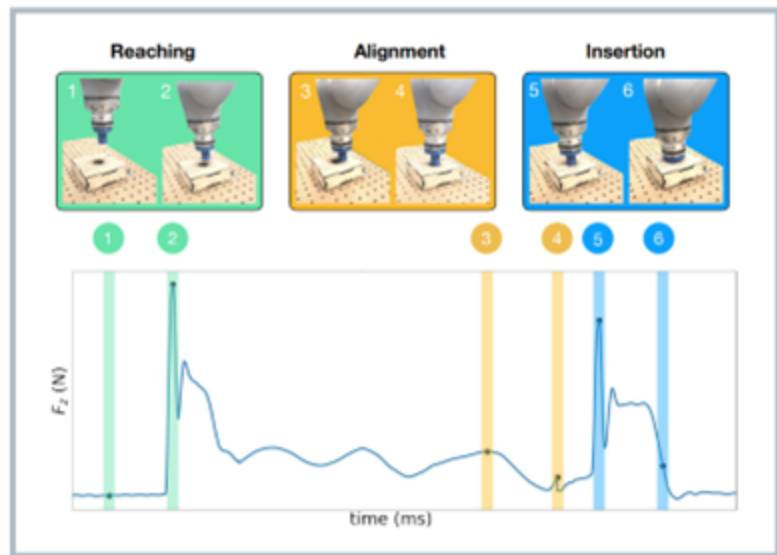 Reaching Alignment Insertion
1 2 3 4 5 6
1 2 3 4 5 6
F_z (N)
time (ms)